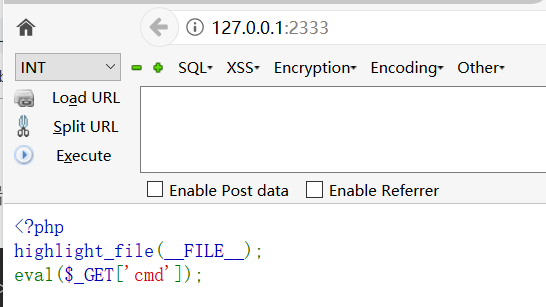 127.0.0.1:2333
INT SQL▾ XSS▾ Encryption▾ Encoding▾ Other▾
Load URL
Split URL
Execute
Enable Post data Enable Referrer
<?php
highlight_file(__FILE__);
eval($_GET['cmd']);